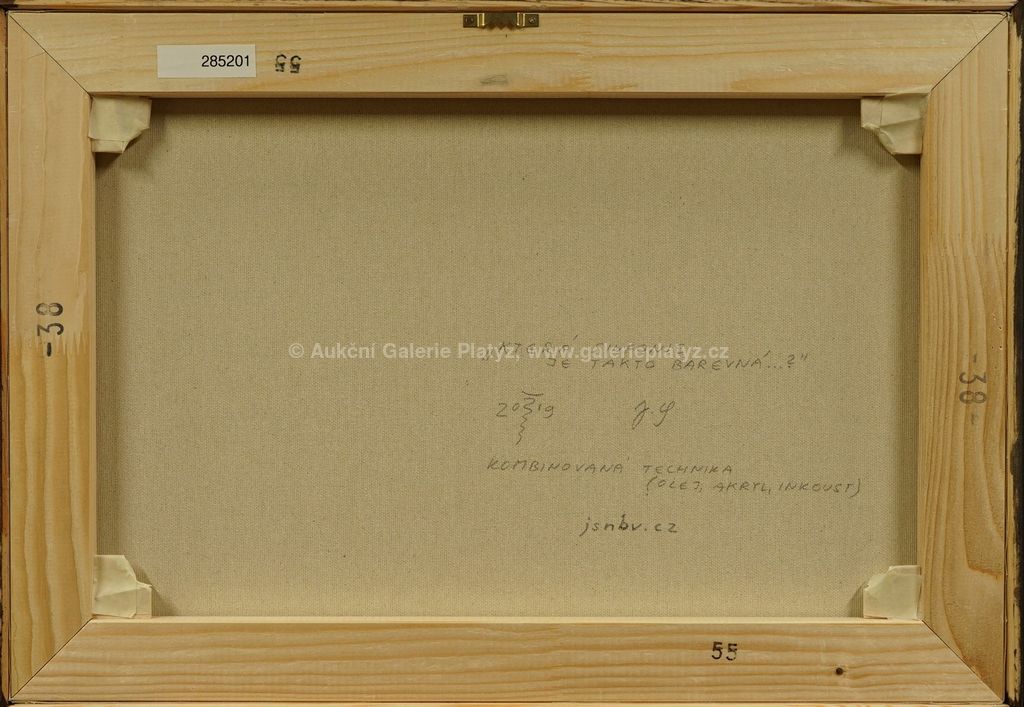 285201
55
-38
„KTERÁ
© Aukční Galerie Platýz, www.galerieplatyz.cz
JE TAKTO BAREVNÁ...?"
-38-
2019 J.S
KOMBINOVANÁ TECHNIKA
(OLEJ, AKRYL, INKOUST)
jsnbv.cz
55